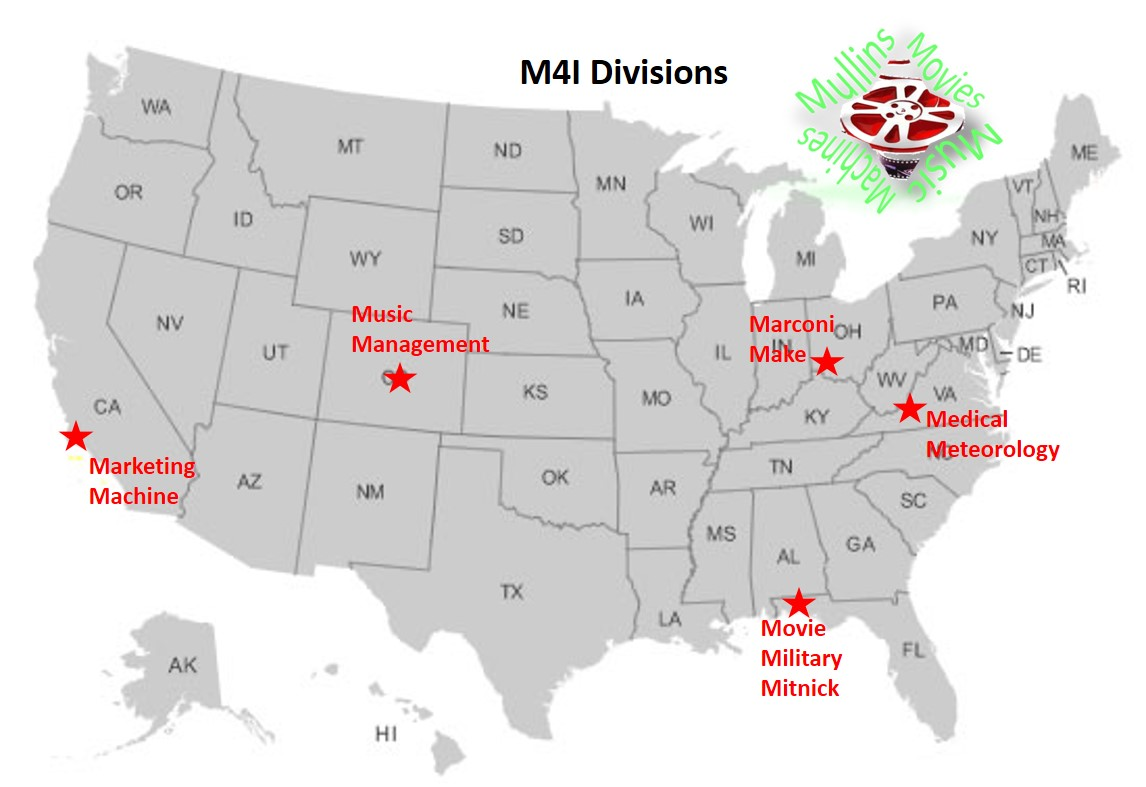 M4I Divisions
Mullins
Movies
Music
Machines
WA
MT
ND
MN
ME
OR
ID
SD
WI
VT
NH
WY
MI
NY
MA
CT
RI
NV
UT
NE
IA
PA
NJ
Music
Management
Marconi
Make
OH
IN
IL
MD
DE
CA
KS
MO
WV
VA
KY
Medical
Meteorology
NC
Marketing
Machine
AZ
NM
OK
AR
TN
SC
MS
AL
GA
TX
LA
Movie
Military
Mitnick
FL
AK
HI